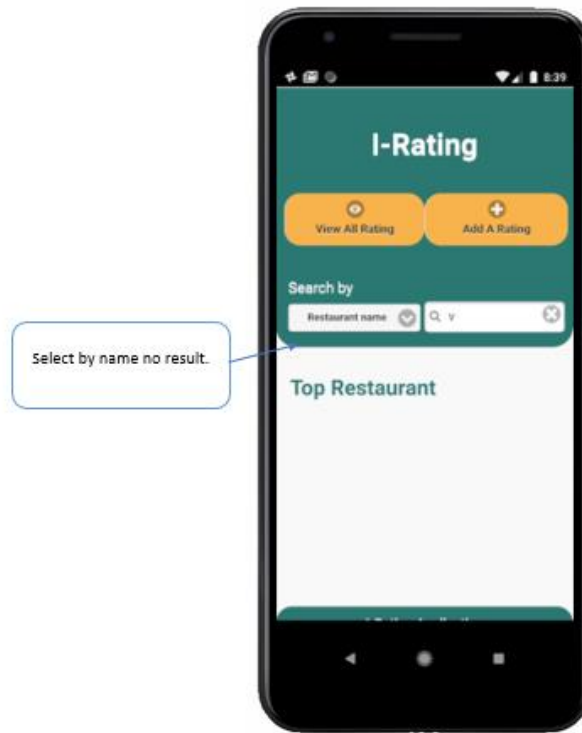 8:39
I-Rating
View All Rating
Add A Rating
Search by
Restaurant name
V
Select by name no result.
Top Restaurant